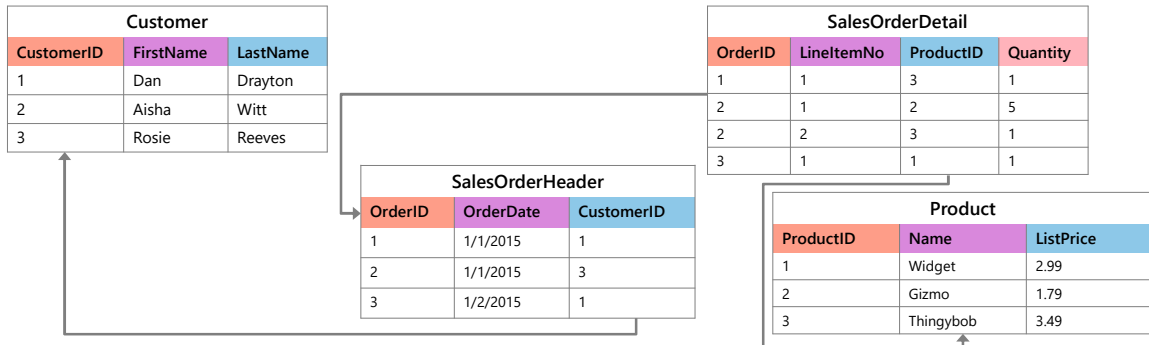 Customer
CustomerID FirstName LastName
1 Dan Drayton
2 Aisha Witt
3 Rosie Reeves
SalesOrderDetail
OrderID LineItemNo ProductID Quantity
1 1 3 1
2 1 2 5
2 2 3 1
3 1 1 1
SalesOrderHeader
OrderID OrderDate CustomerID
1 1/1/2015 1
2 1/1/2015 3
3 1/2/2015 1
Product
ProductID Name ListPrice
1 Widget 2.99
2 Gizmo 1.79
3 Thingybob 3.49